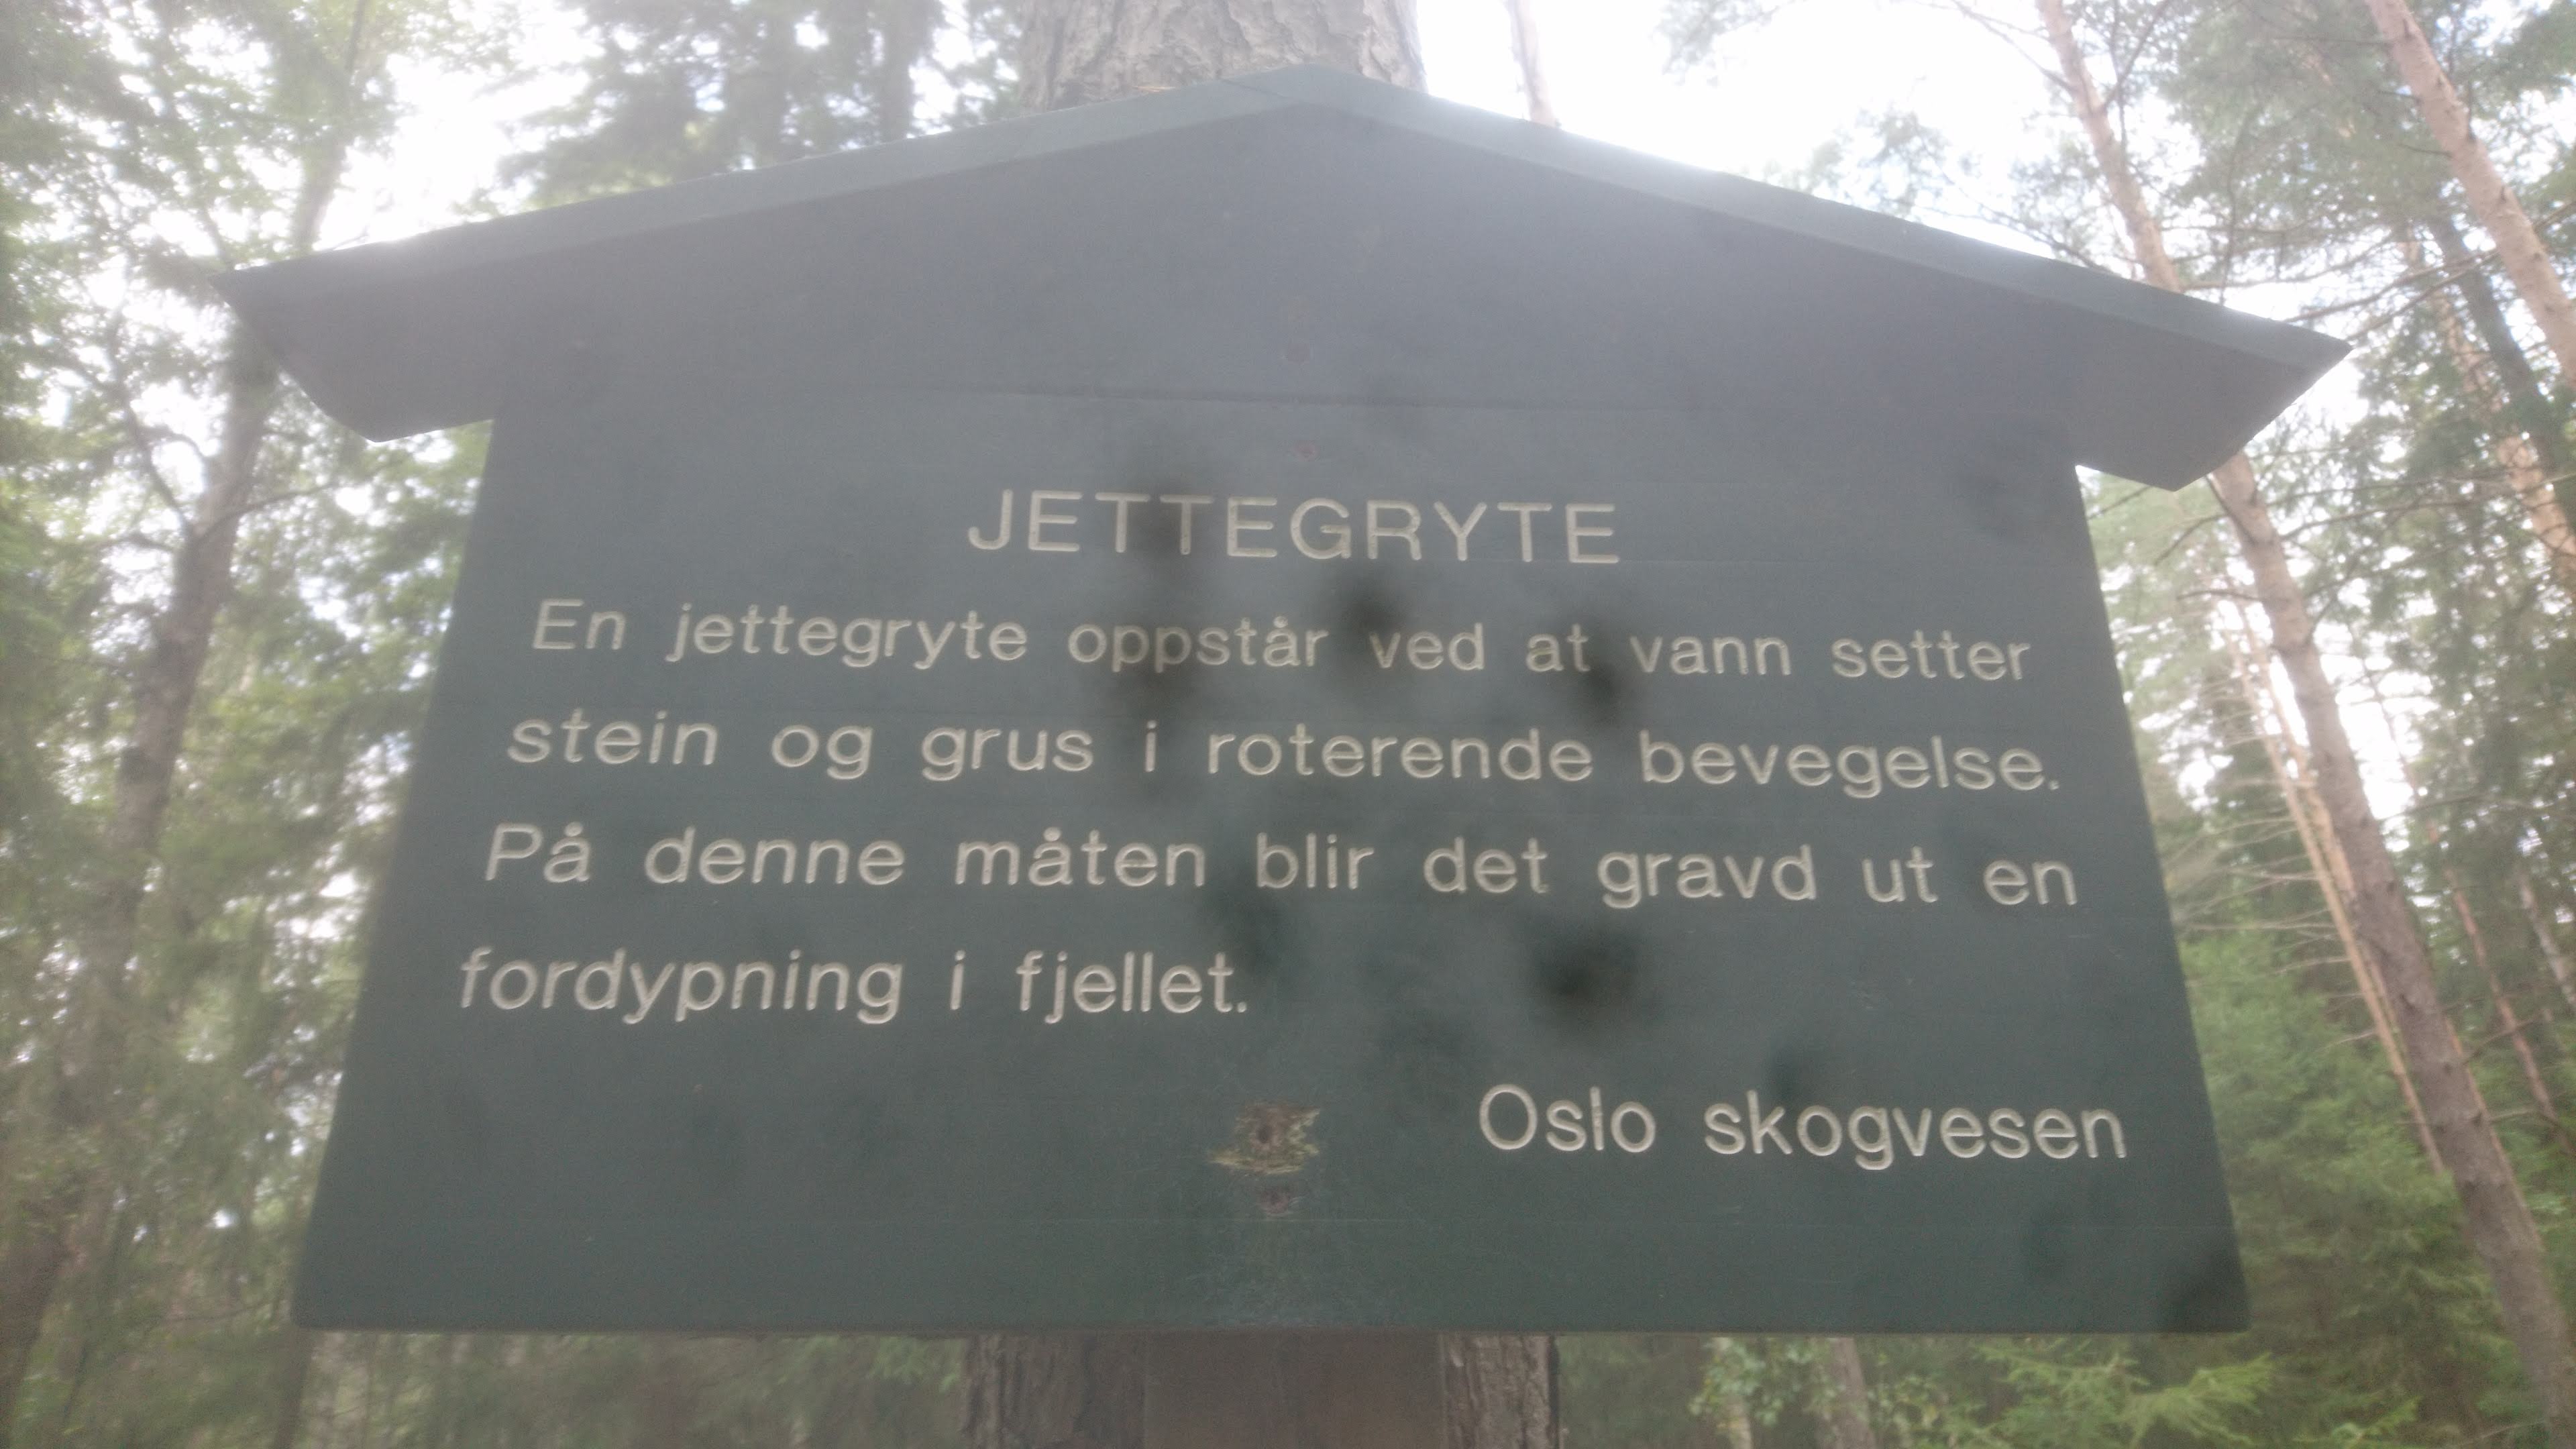 JETTEGRYTE
En jettegryte oppstår ved at vann setter
stein og grus i roterende bevegelse.
På denne måten blir det gravd ut en
fordypning i fjellet.
Oslo skogvesen